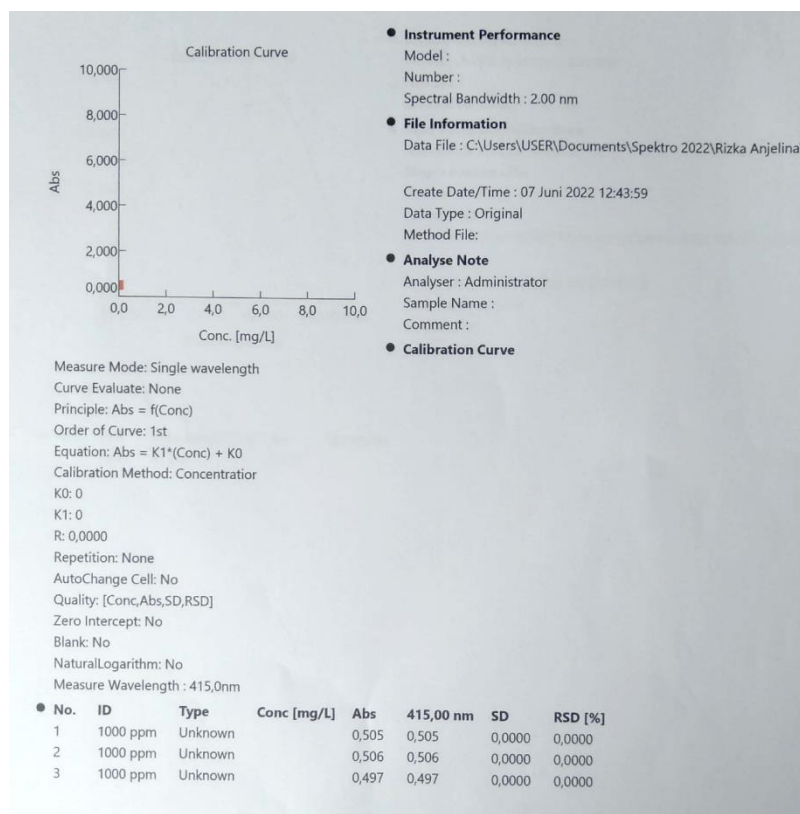 Calibration Curve
10,000
8,000
6,000
4,000
2,000
0,000
Abs
0,0 2,0 4,0 6,0 8,0 10,0
Conc. [mg/L]
Measure Mode: Single wavelength
Curve Evaluate: None
Principle: Abs = f(Conc)
Order of Curve: 1st
Equation: Abs = K1*(Conc) + K0
Calibration Method: Concentratior
K0: 0
K1: 0
R: 0,0000
Repetition: None
AutoChange Cell: No
Quality: [Conc,Abs,SD,RSD]
Zero Intercept: No
Blank: No
NaturalLogarithm: No
Measure Wavelength : 415,0nm
Instrument Performance
Model :
Number :
Spectral Bandwidth : 2.00 nm
File Information
Data File : C:\Users\USER\Documents\Spektro 2022\Rizka Anjelina
Create Date/Time : 07 Juni 2022 12:43:59
Data Type : Original
Method File:
Analyse Note
Analyser : Administrator
Sample Name :
Comment :
Calibration Curve
No. ID Type Conc [mg/L] Abs 415,00 nm SD RSD [%]
1 1000 ppm Unknown 0,505 0,505 0,0000 0,0000
2 1000 ppm Unknown 0,506 0,506 0,0000 0,0000
3 1000 ppm Unknown 0,497 0,497 0,0000 0,0000